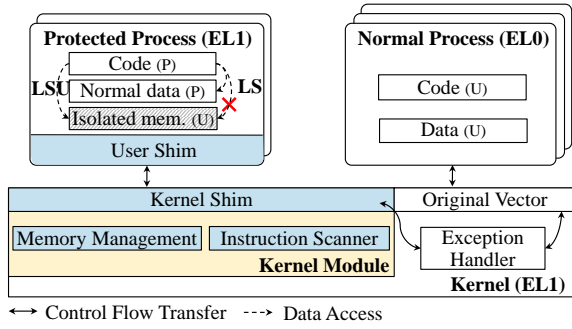 Protected Process (EL1)
Code (P)
LSU
Normal data (P)
LS
Isolated mem. (U)
User Shim
Normal Process (EL0)
Code (U)
Data (U)
Kernel Shim
Original Vector
Memory Management
Instruction Scanner
Kernel Module
Exception
Handler
Kernel (EL1)
Control Flow Transfer
Data Access